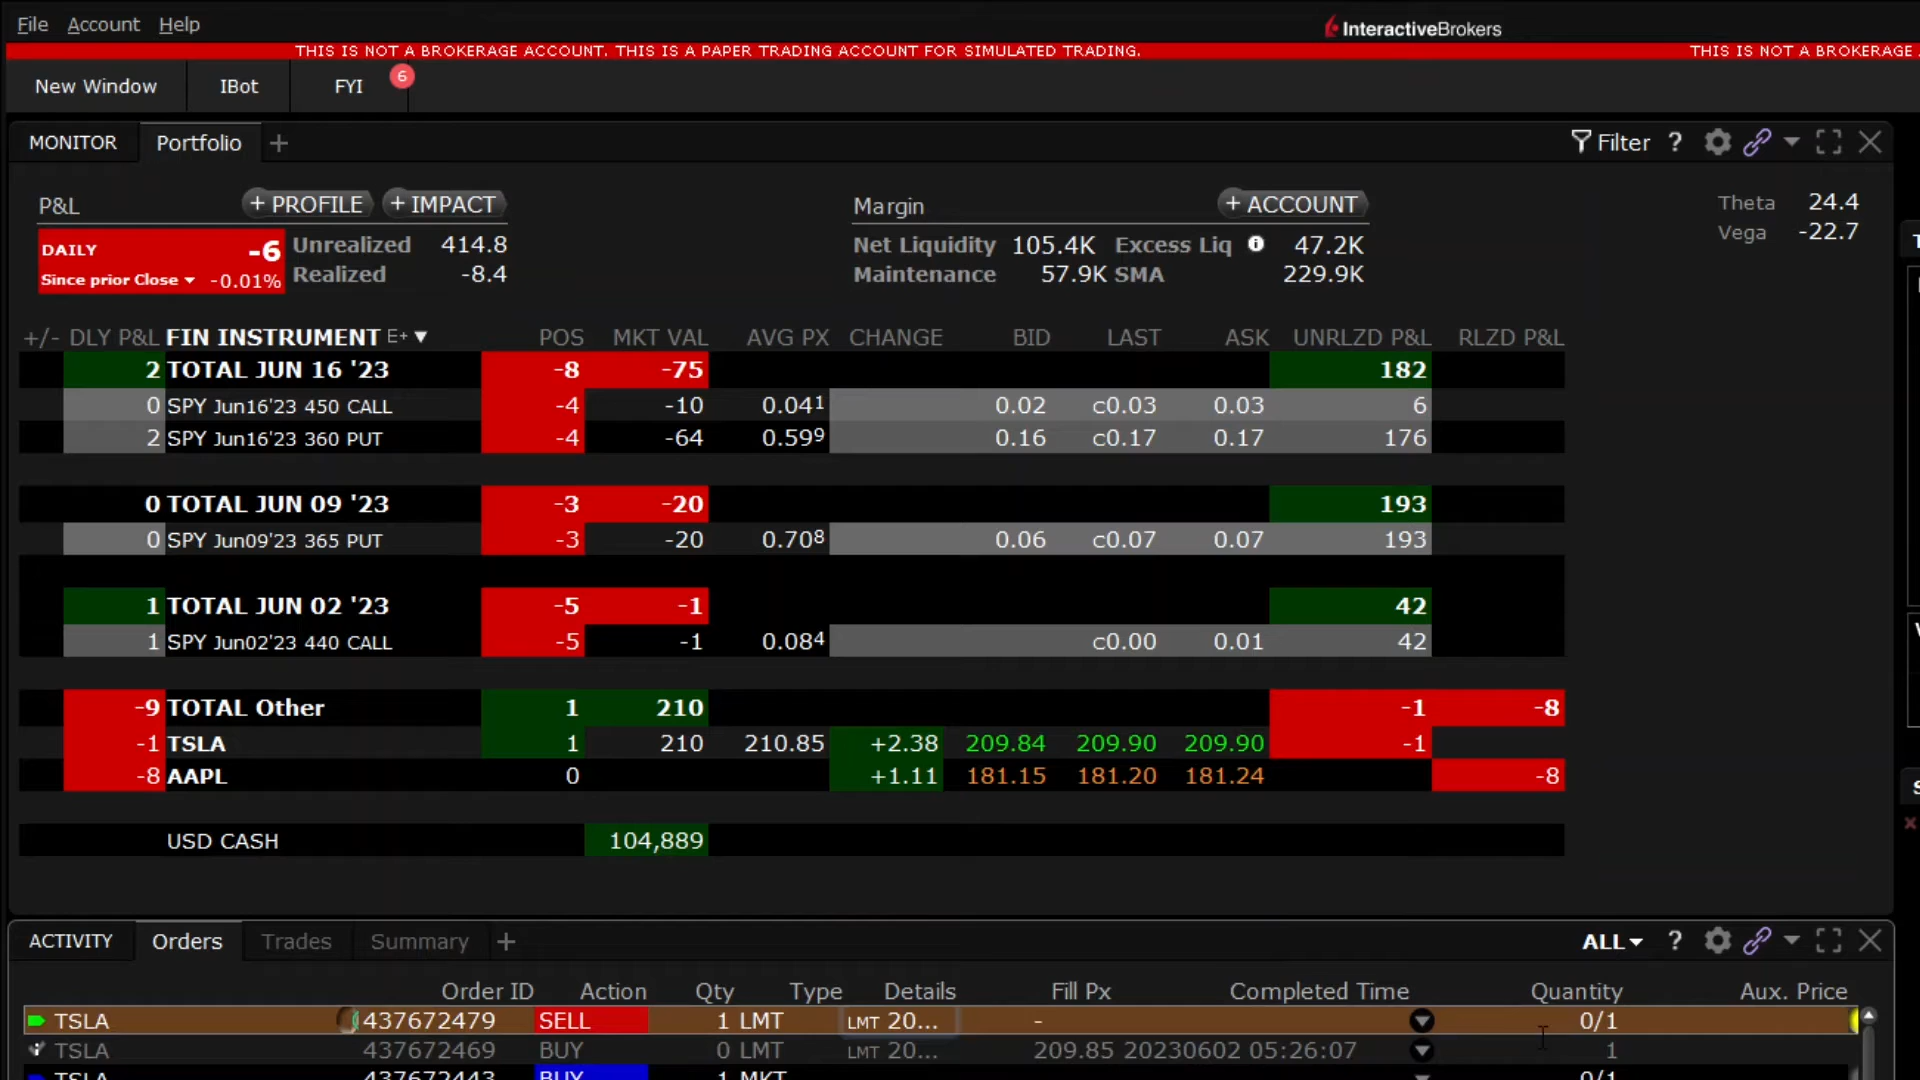 File Account Help InteractiveBrokers
THIS IS NOT A BROKERAGE ACCOUNT. THIS IS A PAPER TRADING ACCOUNT FOR SIMULATED TRADING. THIS IS NOT A BROKERAGE
New Window IBot FYI 6
MONITOR Portfolio + Filter ?
P&L + PROFILE + IMPACT Margin + ACCOUNT Theta 24.4
DAILY -6 Unrealized 414.8 Net Liquidity 105.4K Excess Liq 47.2K Vega -22.7
Since prior Close -0.01% Realized -8.4 Maintenance 57.9K SMA 229.9K
+/- DLY P&L FIN INSTRUMENT E+ POS MKT VAL AVG PX CHANGE BID LAST ASK UNRLZD P&L RLZD P&L
2 TOTAL JUN 16 '23 -8 -75 182
0 SPY Jun16'23 450 CALL -4 -10 0.041 0.02 c0.03 0.03 6
2 SPY Jun16'23 360 PUT -4 -64 0.599 0.16 c0.17 0.17 176
0 TOTAL JUN 09 '23 -3 -20 193
0 SPY Jun09'23 365 PUT -3 -20 0.708 0.06 c0.07 0.07 193
1 TOTAL JUN 02 '23 -5 -1 42
1 SPY Jun02'23 440 CALL -5 -1 0.084 c0.00 0.01 42
-9 TOTAL Other 1 210 -1 -8
-1 TSLA 1 210 210.85 +2.38 209.84 209.90 209.90 -1
-8 AAPL 0 +1.11 181.15 181.20 181.24 -8
USD CASH 104,889
ACTIVITY Orders Trades Summary + ALL ?
Order ID Action Qty Type Details Fill Px Completed Time Quantity Aux. Price
TSLA 437672479 SELL 1 LMT LMT 20... - 0/1
TSLA 437672469 BUY 0 LMT LMT 20... 209.85 20230602 05:26:07 1
TSLA 437672443 BUY 1 MKT 0/1